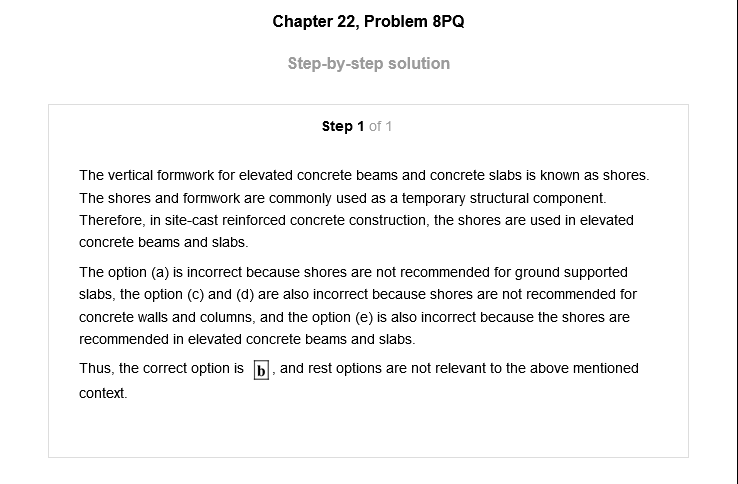 Chapter 22, Problem 8PQ
Step-by-step solution
Step 1 of 1
The vertical formwork for elevated concrete beams and concrete slabs is known as shores.
The shores and formwork are commonly used as a temporary structural component.
Therefore, in site-cast reinforced concrete construction, the shores are used in elevated
concrete beams and slabs.
The option (a) is incorrect because shores are not recommended for ground supported
slabs, the option (c) and (d) are also incorrect because shores are not recommended for
concrete walls and columns, and the option (e) is also incorrect because the shores are
recommended in elevated concrete beams and slabs.
Thus, the correct option is b, and rest options are not relevant to the above mentioned
context.